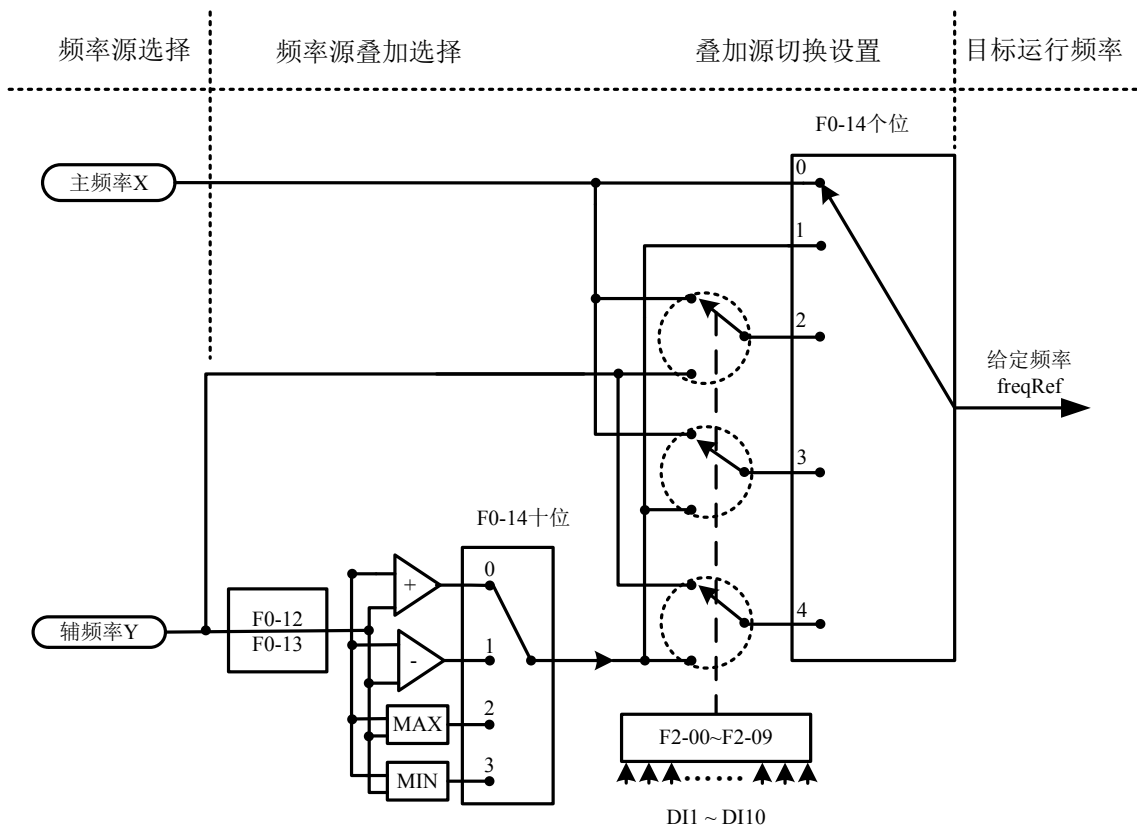 频率源选择
频率源叠加选择
叠加源切换设置
目标运行频率
F0-14个位
主频率X
0
1
2
3
4
给定频率
freqRef
F0-14十位
辅频率Y
F0-12
F0-13
+
-
MAX
MIN
0
1
2
3
F2-00~F2-09
DI1 ~ DI10